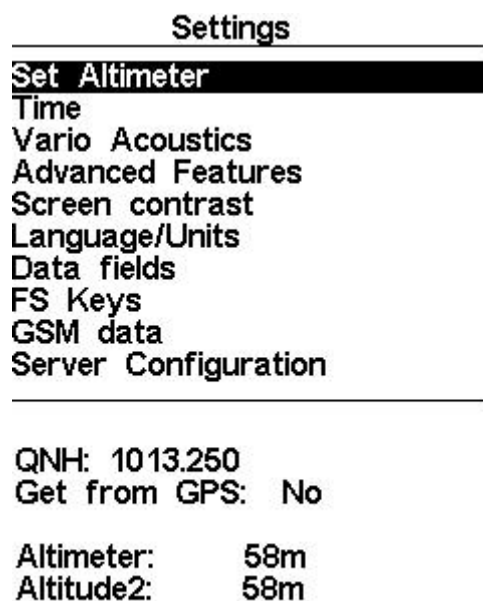 Settings
Set Altimeter
Time
Vario Acoustics
Advanced Features
Screen contrast
Language/Units
Data fields
FS Keys
GSM data
Server Configuration
QNH: 1013.250
Get from GPS: No
Altimeter: 58m
Altitude2: 58m